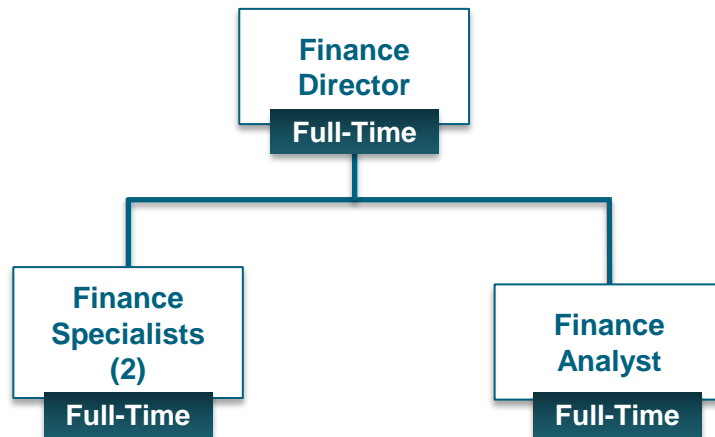 Finance
Director
Full-Time
Finance
Specialists
(2)
Full-Time
Finance
Analyst
Full-Time